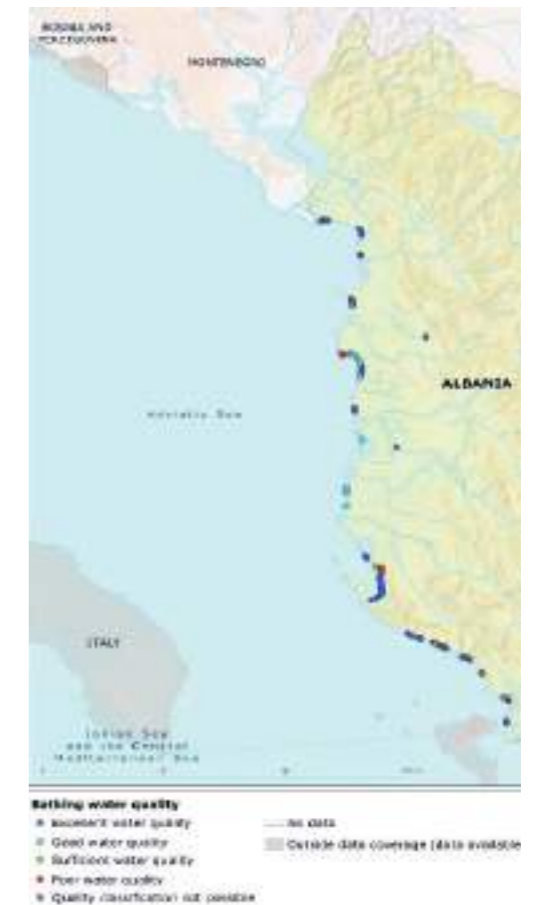 BOSNIA AND
HERZEGOVINA
MONTENEGRO
ALBANIA
Adriatic Sea
ITALY
Ionian Sea
and the Central
Mediterranean Sea
Bathing water quality
Excellent water quality
Good water quality
Sufficient water quality
Poor water quality
Quality classification not possible
No data
Outside data coverage (data available